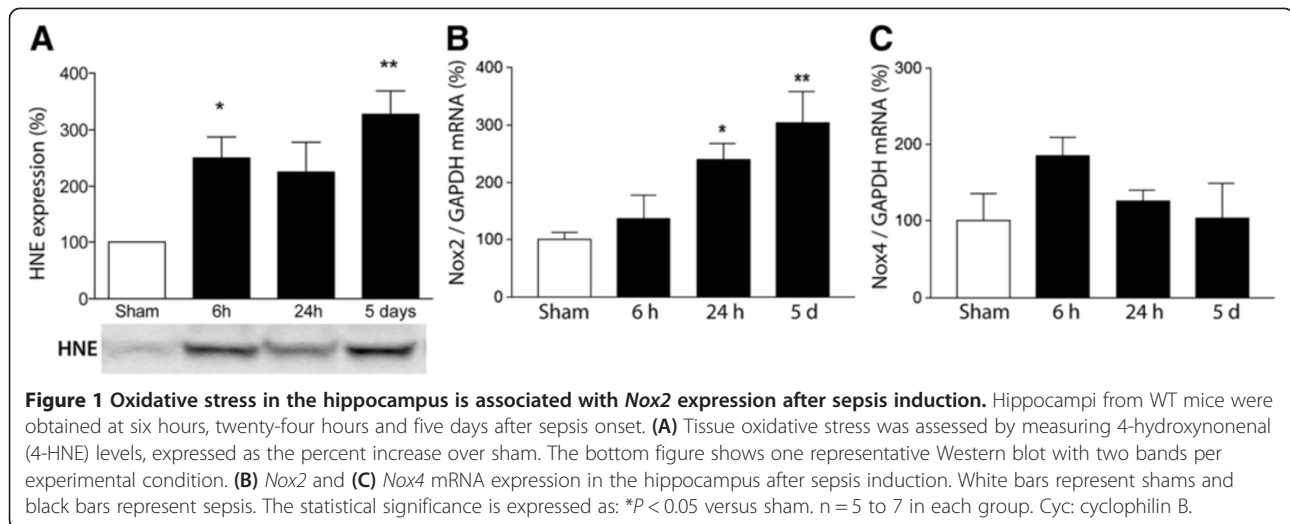 A
HNE expression (%)
400
300
200
100
0
*
**
Sham 6h 24h 5 days
HNE
B
Nox2 / GAPDH mRNA (%)
400
300
200
100
0
*
**
Sham 6 h 24 h 5 d
C
Nox4 / GAPDH mRNA (%)
300
200
100
0
Sham 6 h 24 h 5 d
Figure 1 Oxidative stress in the hippocampus is associated with Nox2 expression after sepsis induction. Hippocampi from WT mice were
obtained at six hours, twenty-four hours and five days after sepsis onset. (A) Tissue oxidative stress was assessed by measuring 4-hydroxynonenal
(4-HNE) levels, expressed as the percent increase over sham. The bottom figure shows one representative Western blot with two bands per
experimental condition. (B) Nox2 and (C) Nox4 mRNA expression in the hippocampus after sepsis induction. White bars represent shams and
black bars represent sepsis. The statistical significance is expressed as: *P < 0.05 versus sham. n = 5 to 7 in each group. Cyc: cyclophilin B.